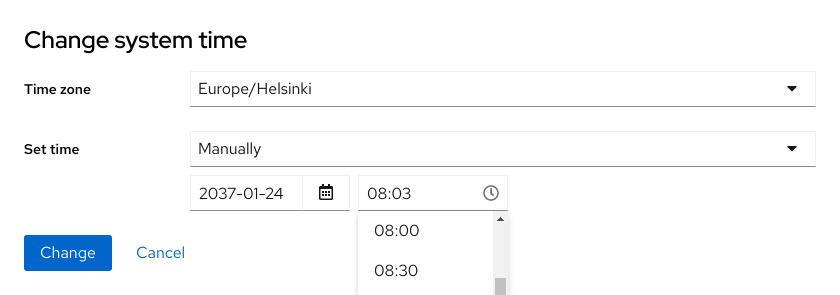 Change system time
Time zone
Europe/Helsinki
Set time
Manually
2037-01-24
08:03
08:00
08:30
Change
Cancel